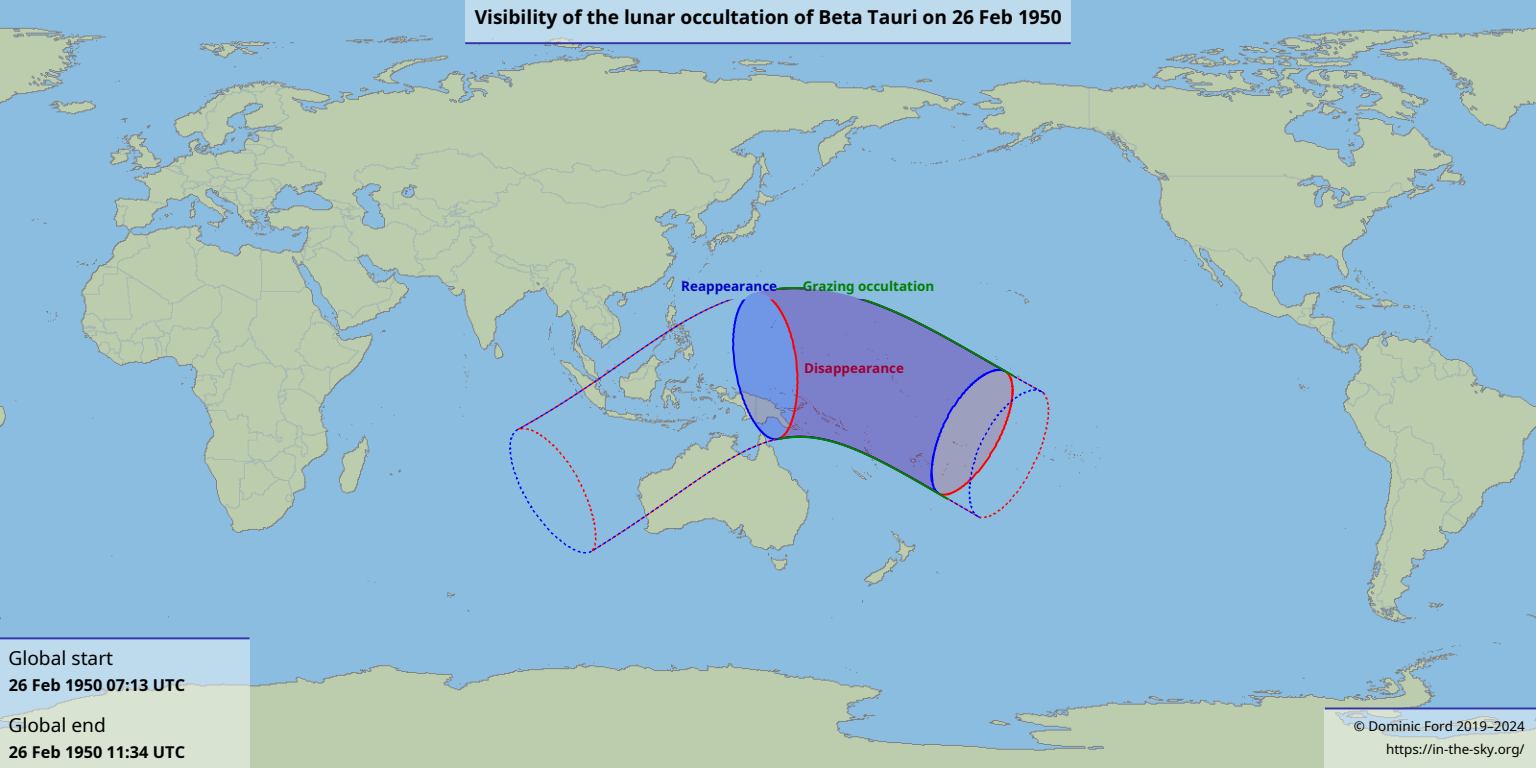 Visibility of the lunar occultation of Beta Tauri on 26 Feb 1950
Reappearance
Grazing occultation
Disappearance
Global start
26 Feb 1950 07:13 UTC
Global end
26 Feb 1950 11:34 UTC
© Dominic Ford 2019–2024
https://in-the-sky.org/